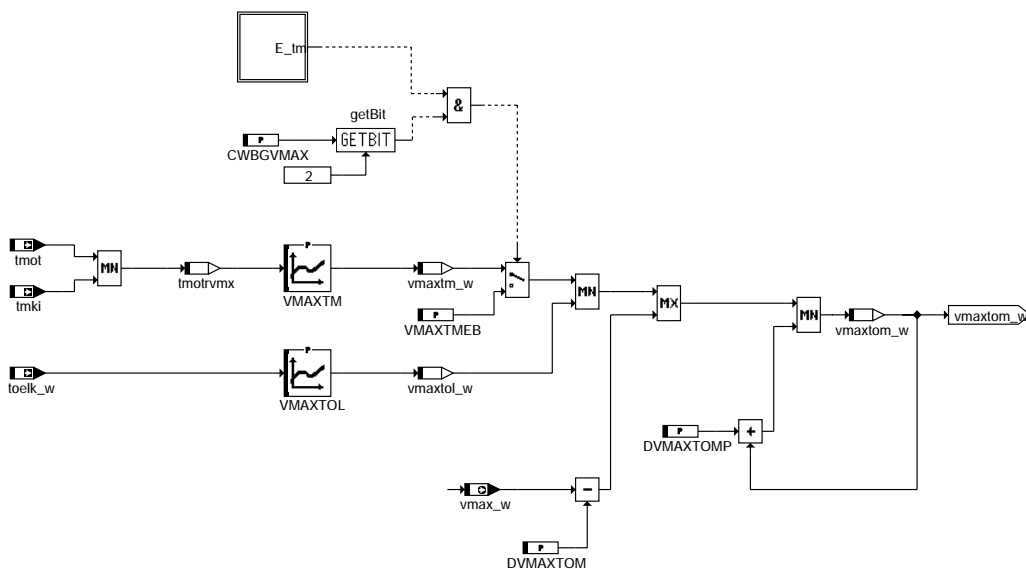 E_tm
&
getBit
P
GETBIT
CWBGVMAX
2
tmot
MN
tmki
tmotrvmx
P
VMAXTM
vmaxtm_w
P
VMAXTMEB
MN
MX
MN
vmaxtom_w
vmaxtom_w
toelk_w
P
VMAXTOL
vmaxtol_w
P
DVMAXTOMP
+
vmax_w
-
P
DVMAXTOM